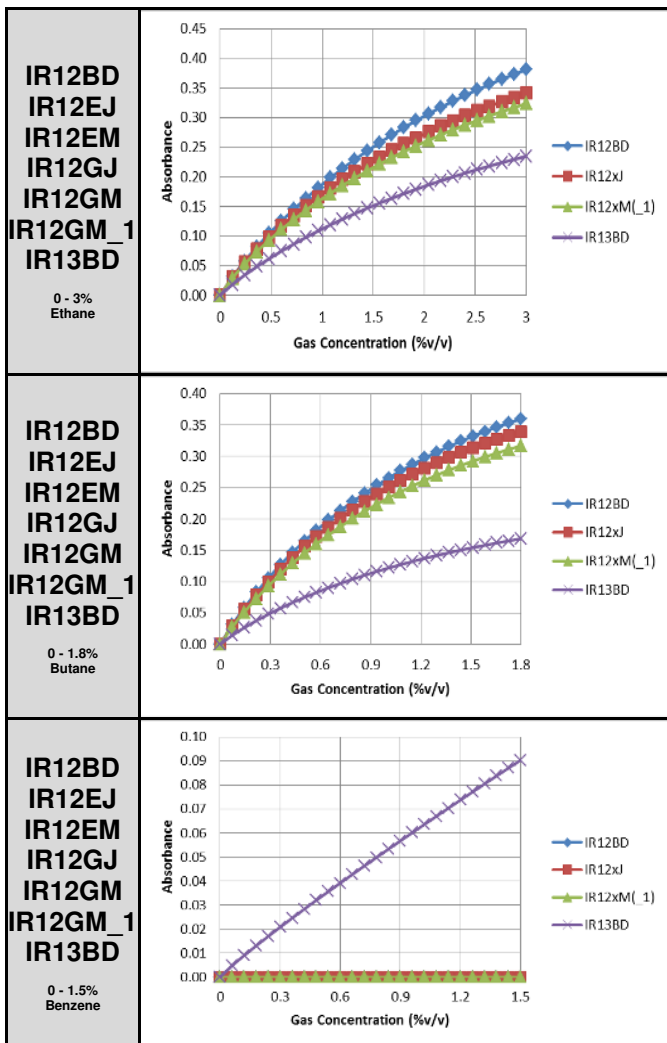 IR12BD
IR12EJ
IR12EM
IR12GJ
IR12GM
IR12GM_1
IR13BD
0 - 3%
Ethane
Absorbance
0.45
0.40
0.35
0.30
0.25
0.20
0.15
0.10
0.05
0.00
0 0.5 1 1.5 2 2.5 3
Gas Concentration (%v/v)
IR12BD
IR12xJ
IR12xM(_1)
IR13BD
IR12BD
IR12EJ
IR12EM
IR12GJ
IR12GM
IR12GM_1
IR13BD
0 - 1.8%
Butane
Absorbance
0.40
0.35
0.30
0.25
0.20
0.15
0.10
0.05
0.00
0 0.3 0.6 0.9 1.2 1.5 1.8
Gas Concentration (%v/v)
IR12BD
IR12xJ
IR12xM(_1)
IR13BD
IR12BD
IR12EJ
IR12EM
IR12GJ
IR12GM
IR12GM_1
IR13BD
0 - 1.5%
Benzene
Absorbance
0.10
0.09
0.08
0.07
0.06
0.05
0.04
0.03
0.02
0.01
0.00
0 0.3 0.6 0.9 1.2 1.5
Gas Concentration (%v/v)
IR12BD
IR12xJ
IR12xM(_1)
IR13BD